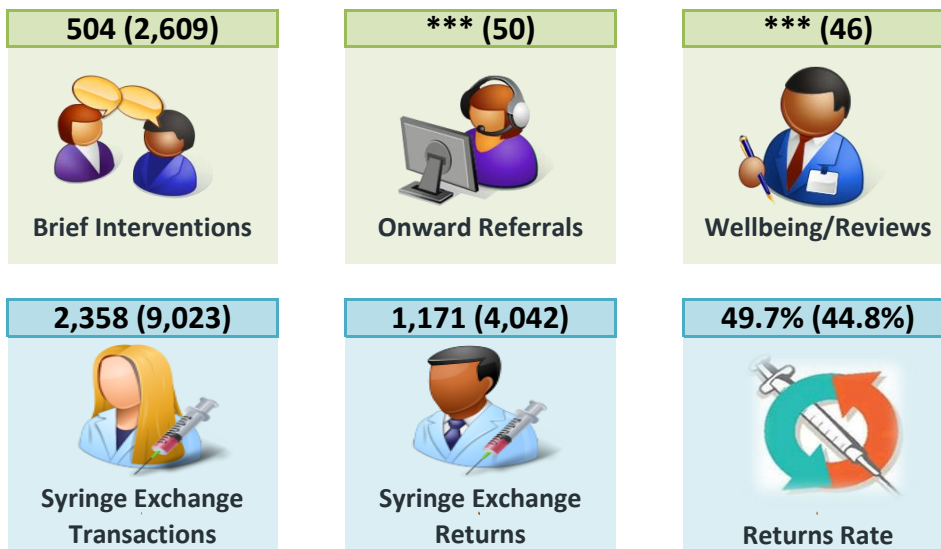 504 (2,609)
*** (50)
*** (46)
Brief Interventions
Onward Referrals
Wellbeing/Reviews
2,358 (9,023)
1,171 (4,042)
49.7% (44.8%)
Syringe Exchange
Transactions
Syringe Exchange
Returns
Returns Rate